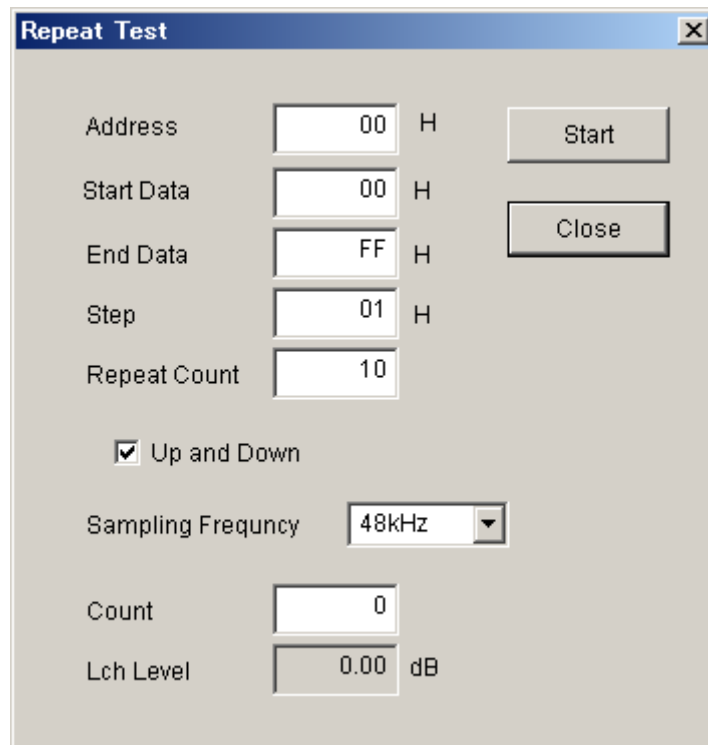 Repeat Test
Address 00 H
Start
Start Data 00 H
Close
End Data FF H
Step 01 H
Repeat Count 10
Up and Down
Sampling Frequncy 48kHz
Count 0
Lch Level 0.00 dB